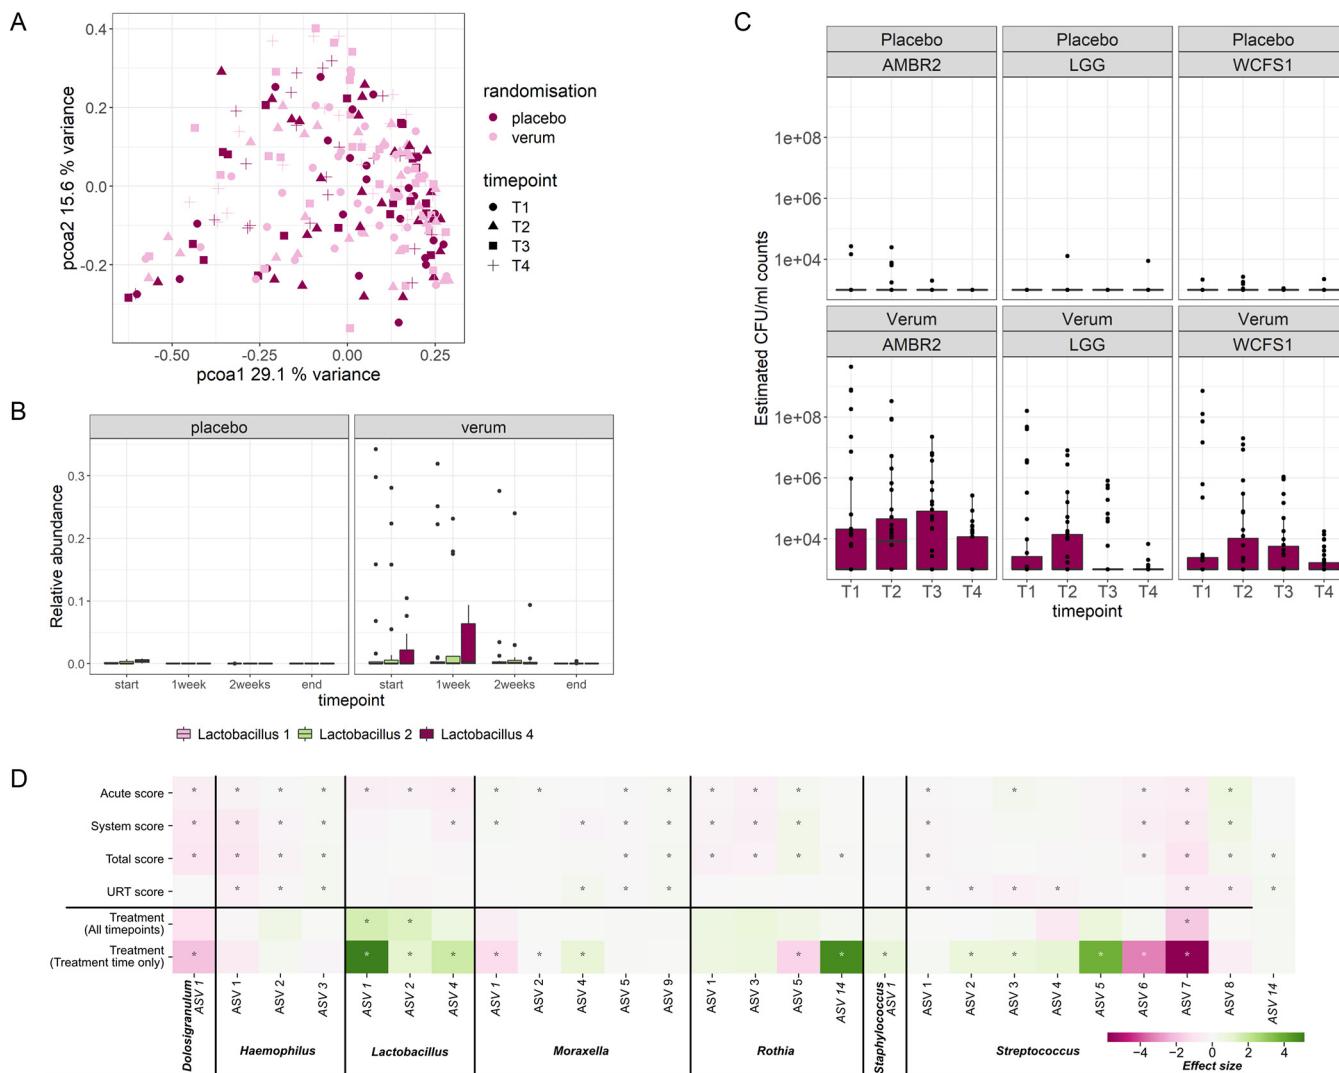 A
0.4
0.2
0.0
-0.2
-0.50
-0.25
0.00
0.25
pcoa1 29.1 % variance
pcoa2 15.6 % variance
randomisation
placebo
verum
timepoint
T1
T2
T3
T4
B
placebo
verum
0.3
0.2
0.1
0.0
Relative abundance
start
1week
2weeks
end
start
1week
2weeks
end
timepoint
Lactobacillus 1
Lactobacillus 2
Lactobacillus 4
C
Placebo
Placebo
Placebo
AMBR2
LGG
WCFS1
1e+08
1e+06
1e+04
Verum
Verum
Verum
AMBR2
LGG
WCFS1
1e+08
1e+06
1e+04
Estimated CFU/ml counts
T1 T2 T3 T4
T1 T2 T3 T4
T1 T2 T3 T4
timepoint
D
Acute score
* * * * * * * * * * * * * * * * * * *
System score
* * * * * * * * * * * * * * * *
Total score
* * * * * * * * * * * * * * * *
URT score
* * * * * * * * * * * * *
Treatment
(All timepoints)
* * *
Treatment
(Treatment time only)
* * * * * * * * * * * * * * *
ASV 1
ASV 1
ASV 2
ASV 3
ASV 1
ASV 2
ASV 4
ASV 1
ASV 2
ASV 4
ASV 5
ASV 9
ASV 1
ASV 3
ASV 5
ASV 14
ASV 1
ASV 1
ASV 2
ASV 3
ASV 4
ASV 5
ASV 6
ASV 7
ASV 8
ASV 14
Dolosigranulum
Haemophilus
Lactobacillus
Moraxella
Rothia
Staphylococcus
Streptococcus
−4 −2 0 2 4
Effect size